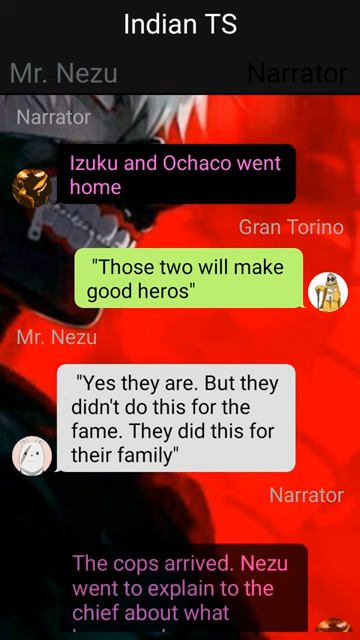 Indian TS
Mr. Nezu
Narrator
Narrator
Izuku and Ochaco went
home
Gran Torino
"Those two will make
good heros"
Mr. Nezu
"Yes they are. But they
didn't do this for the
fame. They did this for
their family"
Narrator
The cops arrived. Nezu
went to explain to the
chief about what